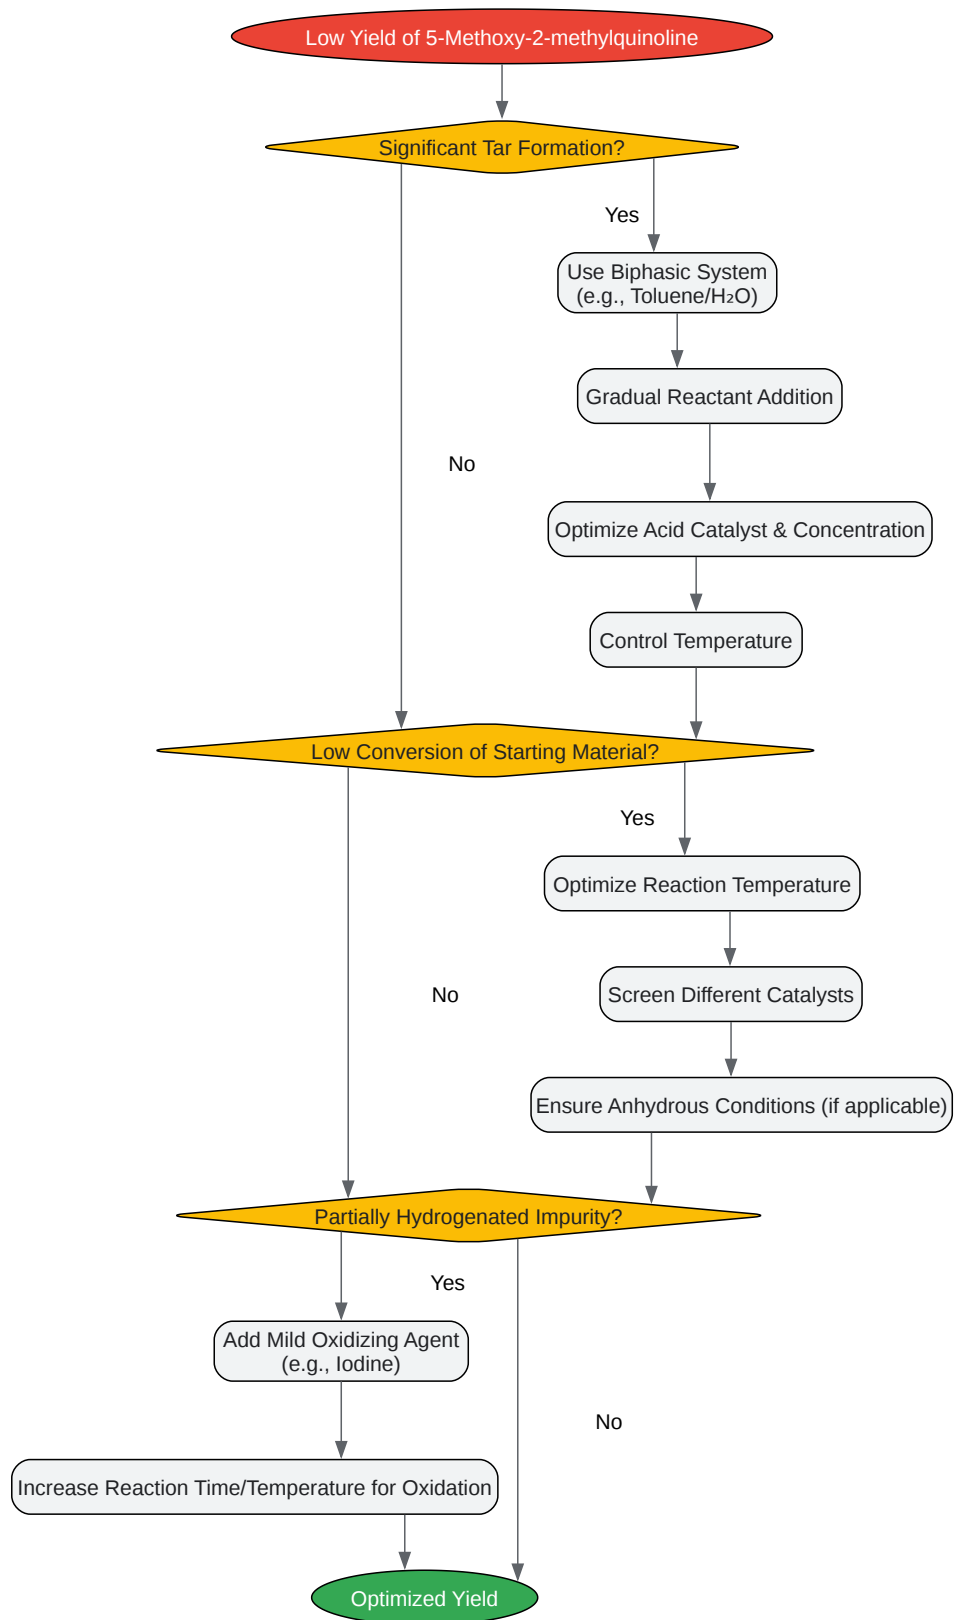 Low Yield of 5-Methoxy-2-methylquinoline
Significant Tar Formation?
Yes
Use Biphasic System
(e.g., Toluene/H₂O)
Gradual Reactant Addition
No
Optimize Acid Catalyst & Concentration
Control Temperature
Low Conversion of Starting Material?
Yes
Optimize Reaction Temperature
No
Screen Different Catalysts
Ensure Anhydrous Conditions (if applicable)
Partially Hydrogenated Impurity?
Yes
Add Mild Oxidizing Agent
(e.g., Iodine)
No
Increase Reaction Time/Temperature for Oxidation
Optimized Yield